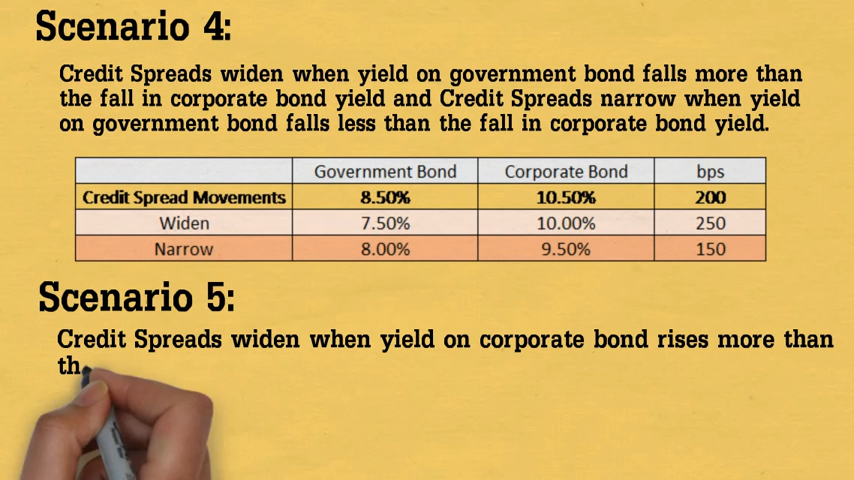 Scenario 4:
Credit Spreads widen when yield on government bond falls more than
the fall in corporate bond yield and Credit Spreads narrow when yield
on government bond falls less than the fall in corporate bond yield.
Government Bond Corporate Bond bps
Credit Spread Movements 8.50% 10.50% 200
Widen 7.50% 10.00% 250
Narrow 8.00% 9.50% 150
Scenario 5:
Credit Spreads widen when yield on corporate bond rises more than
th